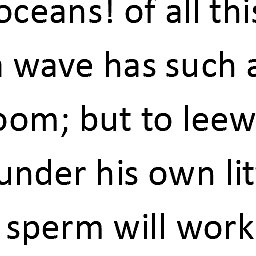 oceans! of all this
wave has such a
oom; but to leew
under his own lit
sperm will work